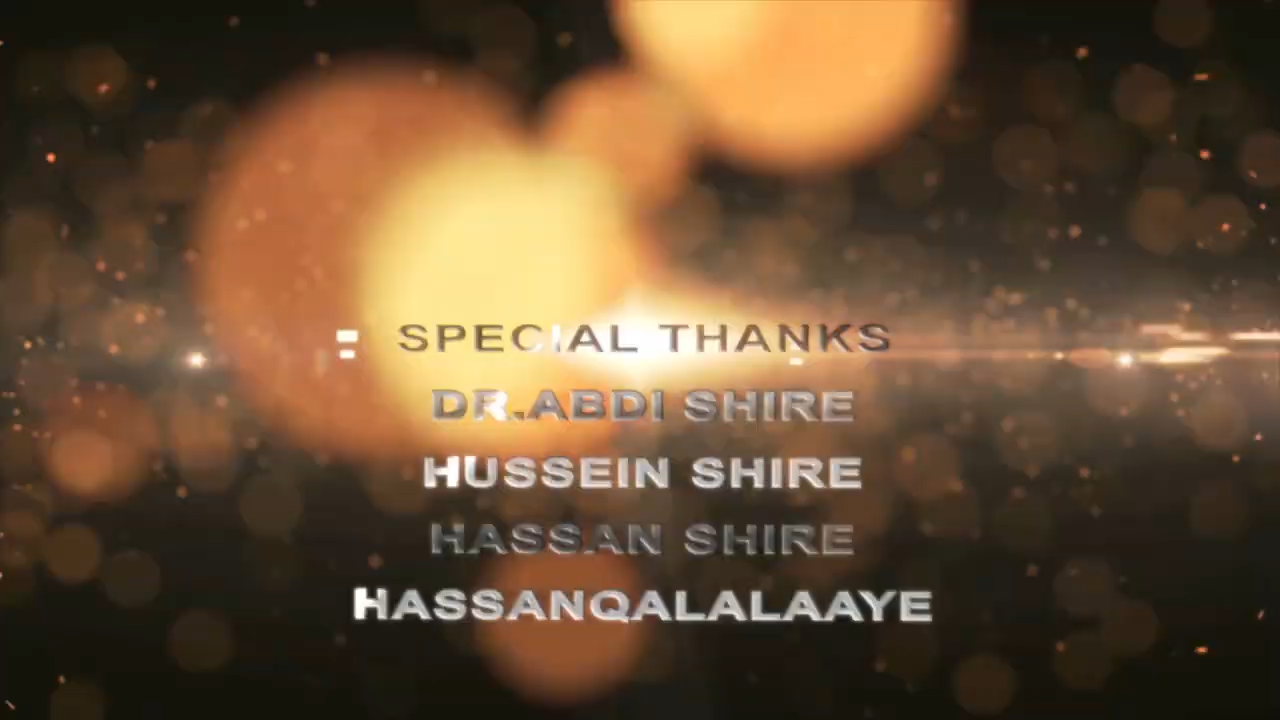 SPECIAL THANKS
DR.ABDI SHIRE
HUSSEIN SHIRE
HASSAN SHIRE
HASSANQALALAAYE